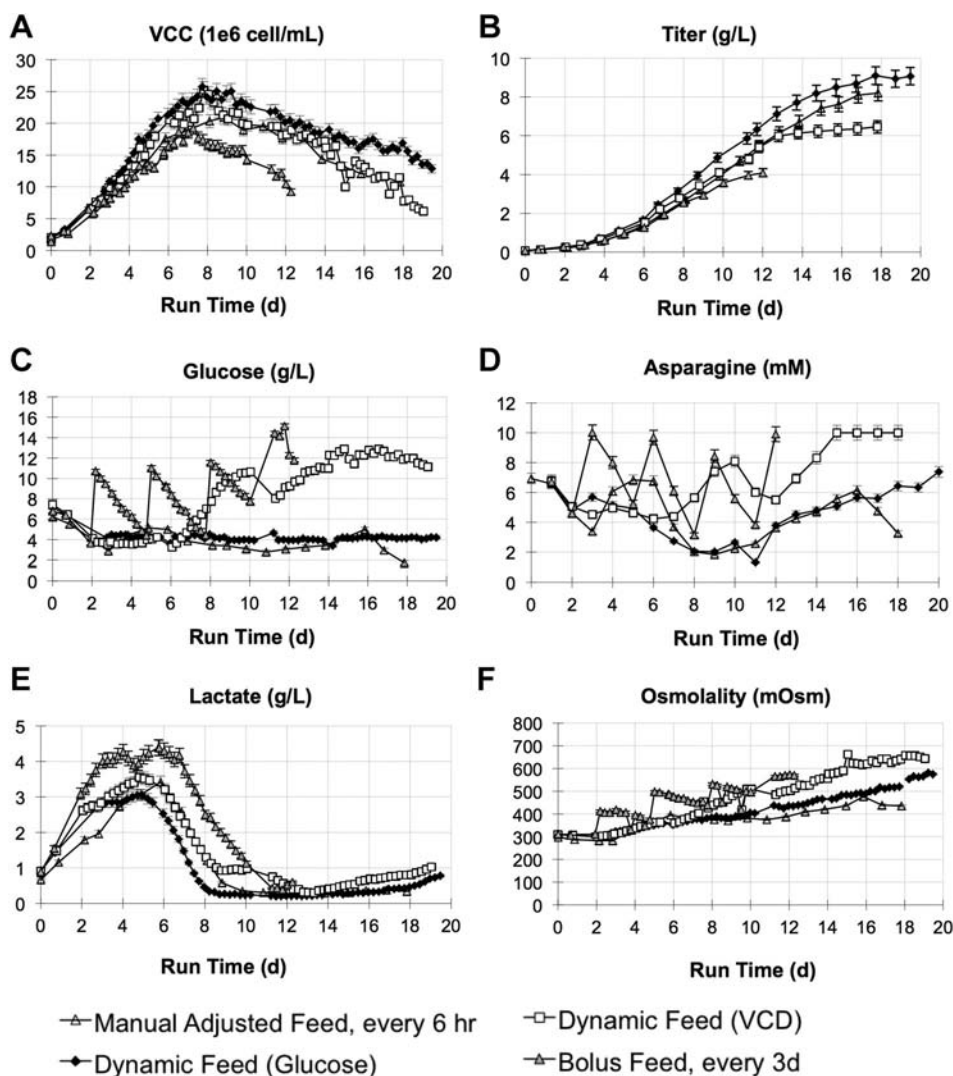 A
VCC (1e6 cell/mL)
30
25
20
15
10
5
0
0 2 4 6 8 10 12 14 16 18 20
Run Time (d)
B
Titer (g/L)
10
8
6
4
2
0
0 2 4 6 8 10 12 14 16 18 20
Run Time (d)
C
Glucose (g/L)
18
16
14
12
10
8
6
4
2
0
0 2 4 6 8 10 12 14 16 18 20
Run Time (d)
D
Asparagine (mM)
12
10
8
6
4
2
0
0 2 4 6 8 10 12 14 16 18 20
Run Time (d)
E
Lactate (g/L)
5
4
3
2
1
0
0 2 4 6 8 10 12 14 16 18 20
Run Time (d)
F
Osmolality (mOsm)
800
700
600
500
400
300
200
100
0
0 2 4 6 8 10 12 14 16 18 20
Run Time (d)
Manual Adjusted Feed, every 6 hr
Dynamic Feed (VCD)
Dynamic Feed (Glucose)
Bolus Feed, every 3d